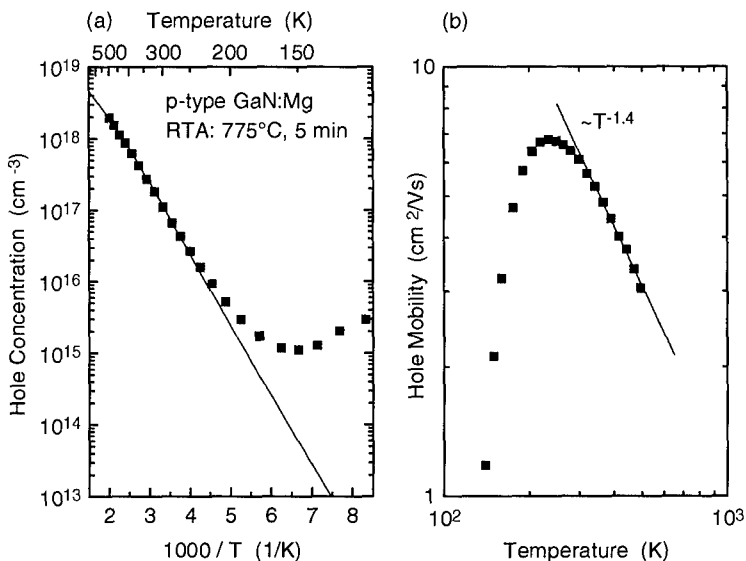 (a) Temperature (K)
500 300 200 150
10^19
10^18
10^17
10^16
10^15
10^14
10^13
Hole Concentration (cm^-3)
p-type GaN:Mg
RTA: 775°C, 5 min
2 3 4 5 6 7 8
1000 / T (1/K)
(b)
10
1
Hole Mobility (cm^2/Vs)
~T^-1.4
10^2 10^3
Temperature (K)